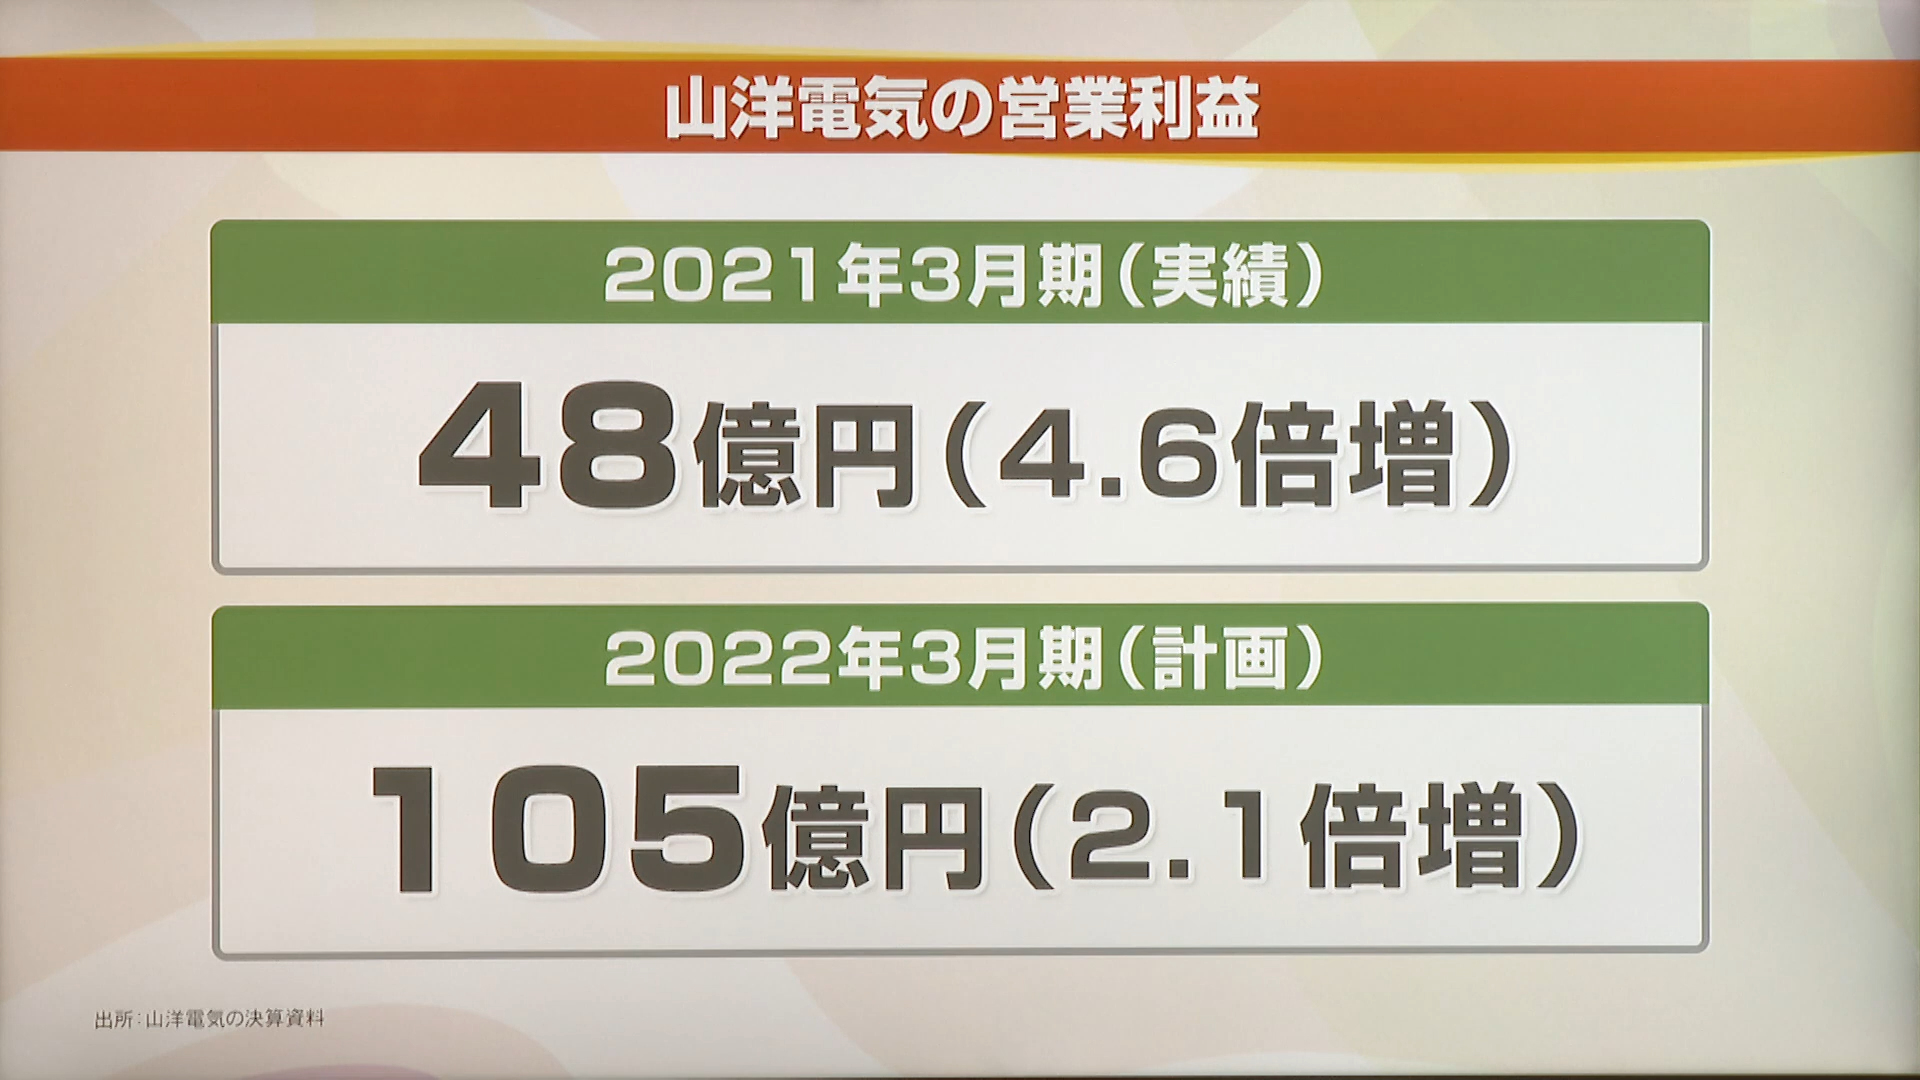 山洋電気の営業利益
2021年3月期(実績)
48億円(4.6倍増)
2022年3月期(計画)
105億円(2.1倍増)
出所:山洋電気の決算資料